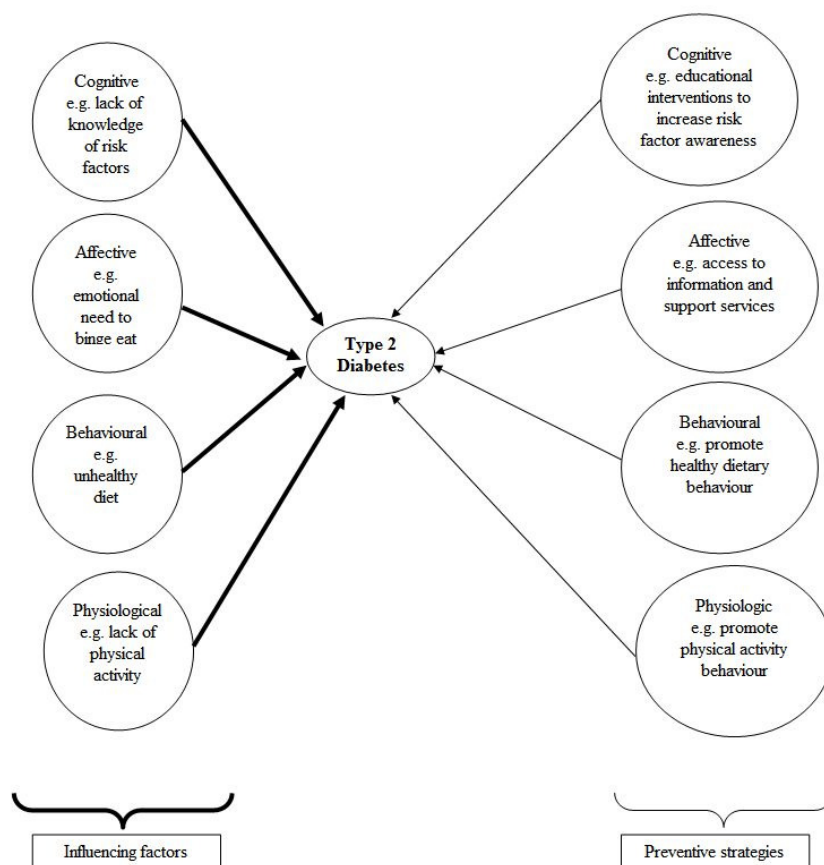 Cognitive
e.g. lack of
knowledge
of risk
factors
Affective
e.g.
emotional
need to
binge eat
Behavioural
e.g.
unhealthy
diet
Physiological
e.g. lack of
physical
activity
Type 2
Diabetes
Cognitive
e.g. educational
interventions to
increase risk
factor awareness
Affective
e.g. access to
information and
support services
Behavioural
e.g. promote
healthy dietary
behaviour
Physiologic
e.g. promote
physical activity
behaviour
Influencing factors
Preventive strategies